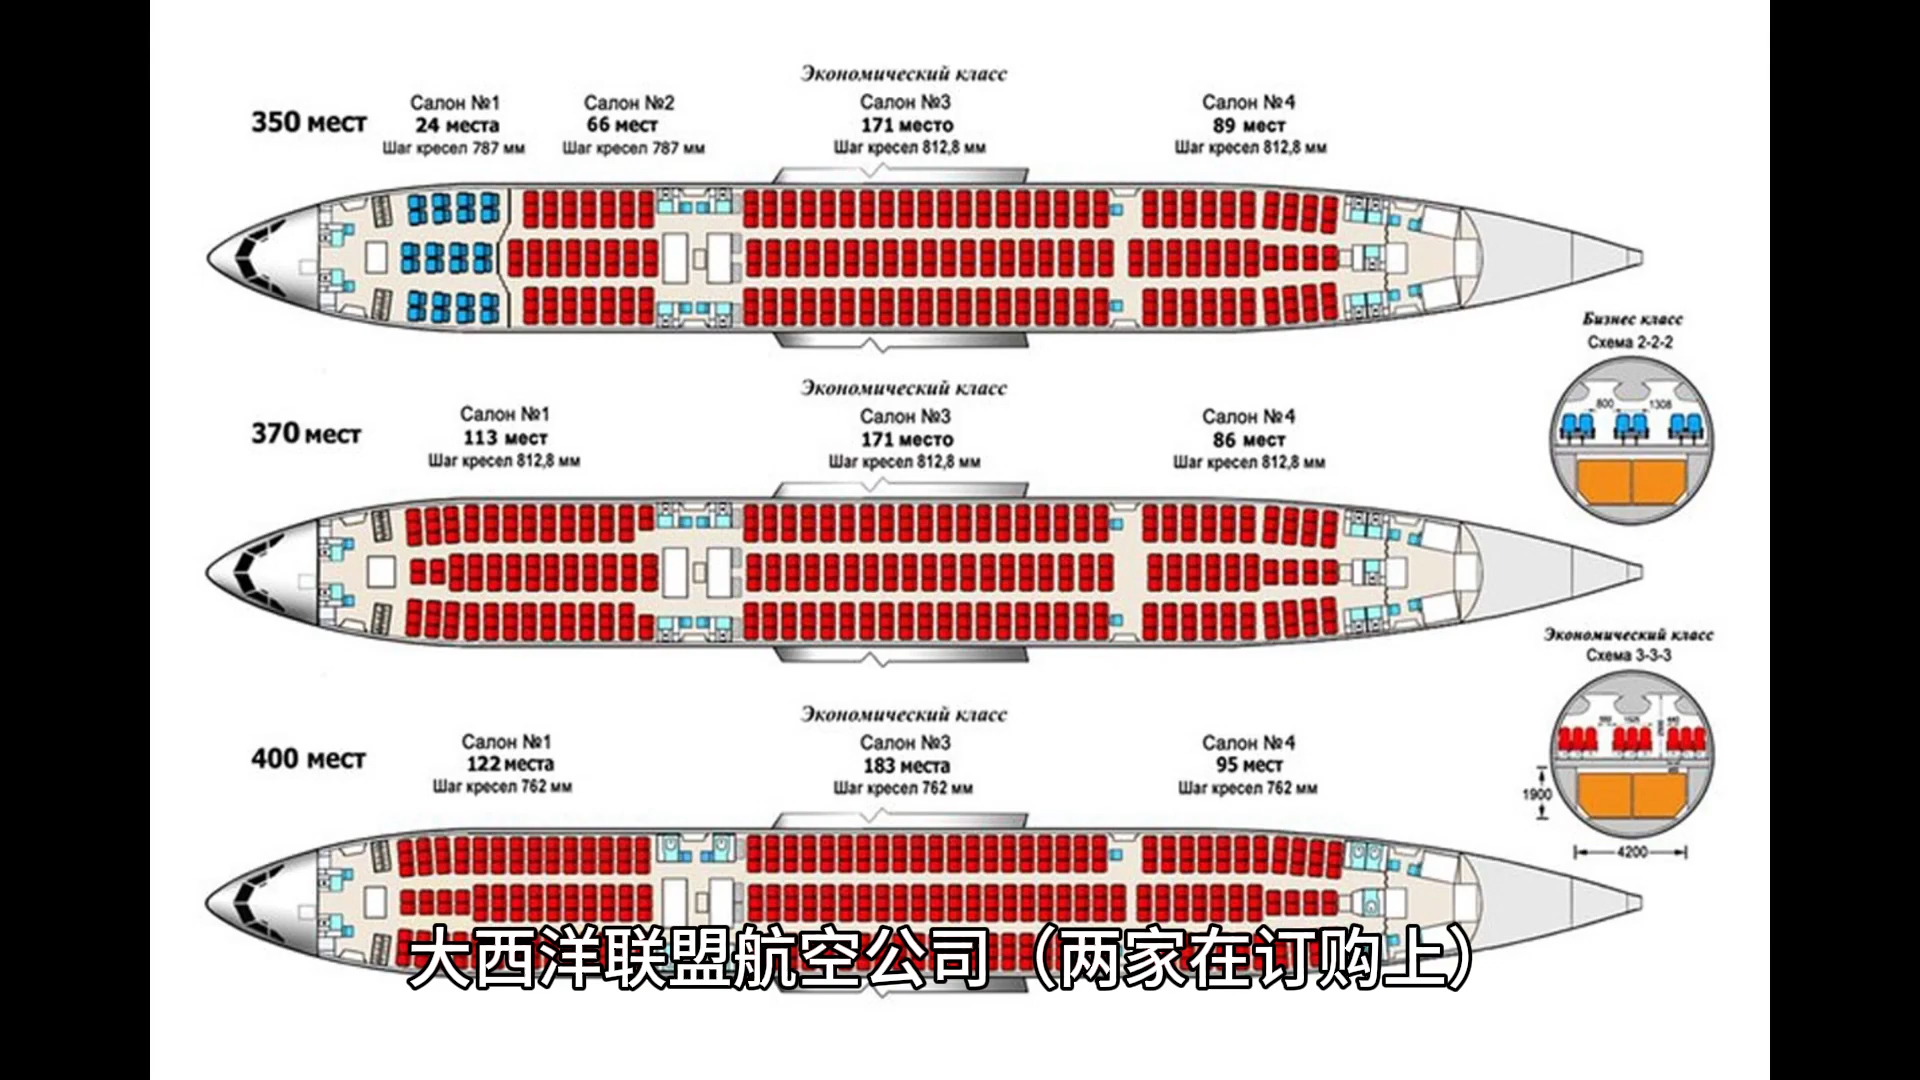 Экономический класс
350 мест
Салон №1
24 места
Шаг кресел 787 мм
Салон №2
66 мест
Шаг кресел 787 мм
Салон №3
171 место
Шаг кресел 812,8 мм
Салон №4
89 мест
Шаг кресел 812,8 мм
Бизнес класс
Схема 2-2-2
800
1308
Экономический класс
370 мест
Салон №1
113 мест
Шаг кресел 812,8 мм
Салон №3
171 место
Шаг кресел 812,8 мм
Салон №4
86 мест
Шаг кресел 812,8 мм
Экономический класс
Схема 3-3-3
1900
4200
Экономический класс
400 мест
Салон №1
122 места
Шаг кресел 762 мм
Салон №3
183 места
Шаг кресел 762 мм
Салон №4
95 мест
Шаг кресел 762 мм
大西洋联盟航空公司（两家在订购上）